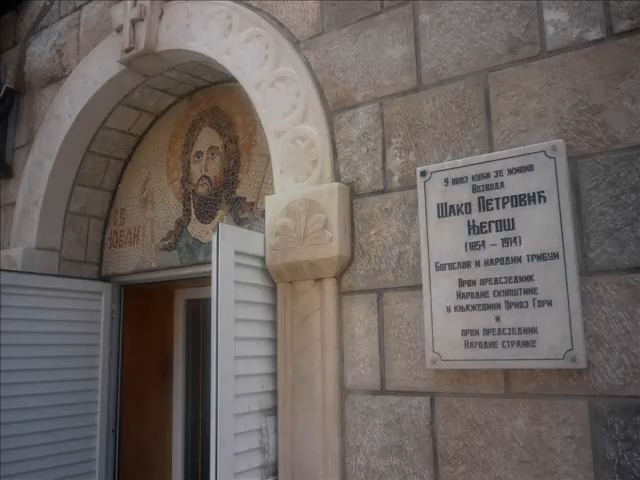 СВ
ЈОВАН
У овој кући је живио
Војвода
Шако Петровић
Његош
(1854 – 1914)
Богослов и народни трибун
Први предсједник
Народне скупштине
у Књажевини Црној Гори
и
први предсједник
Народне странке